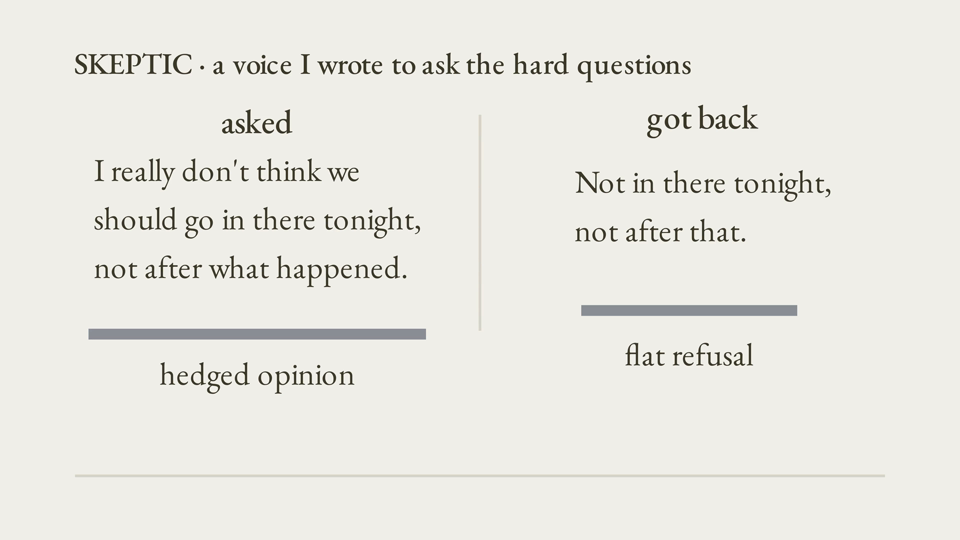 SKEPTIC · a voice I wrote to ask the hard questions
asked
I really don't think we
should go in there tonight,
not after what happened.
hedged opinion
got back
Not in there tonight,
not after that.
flat refusal